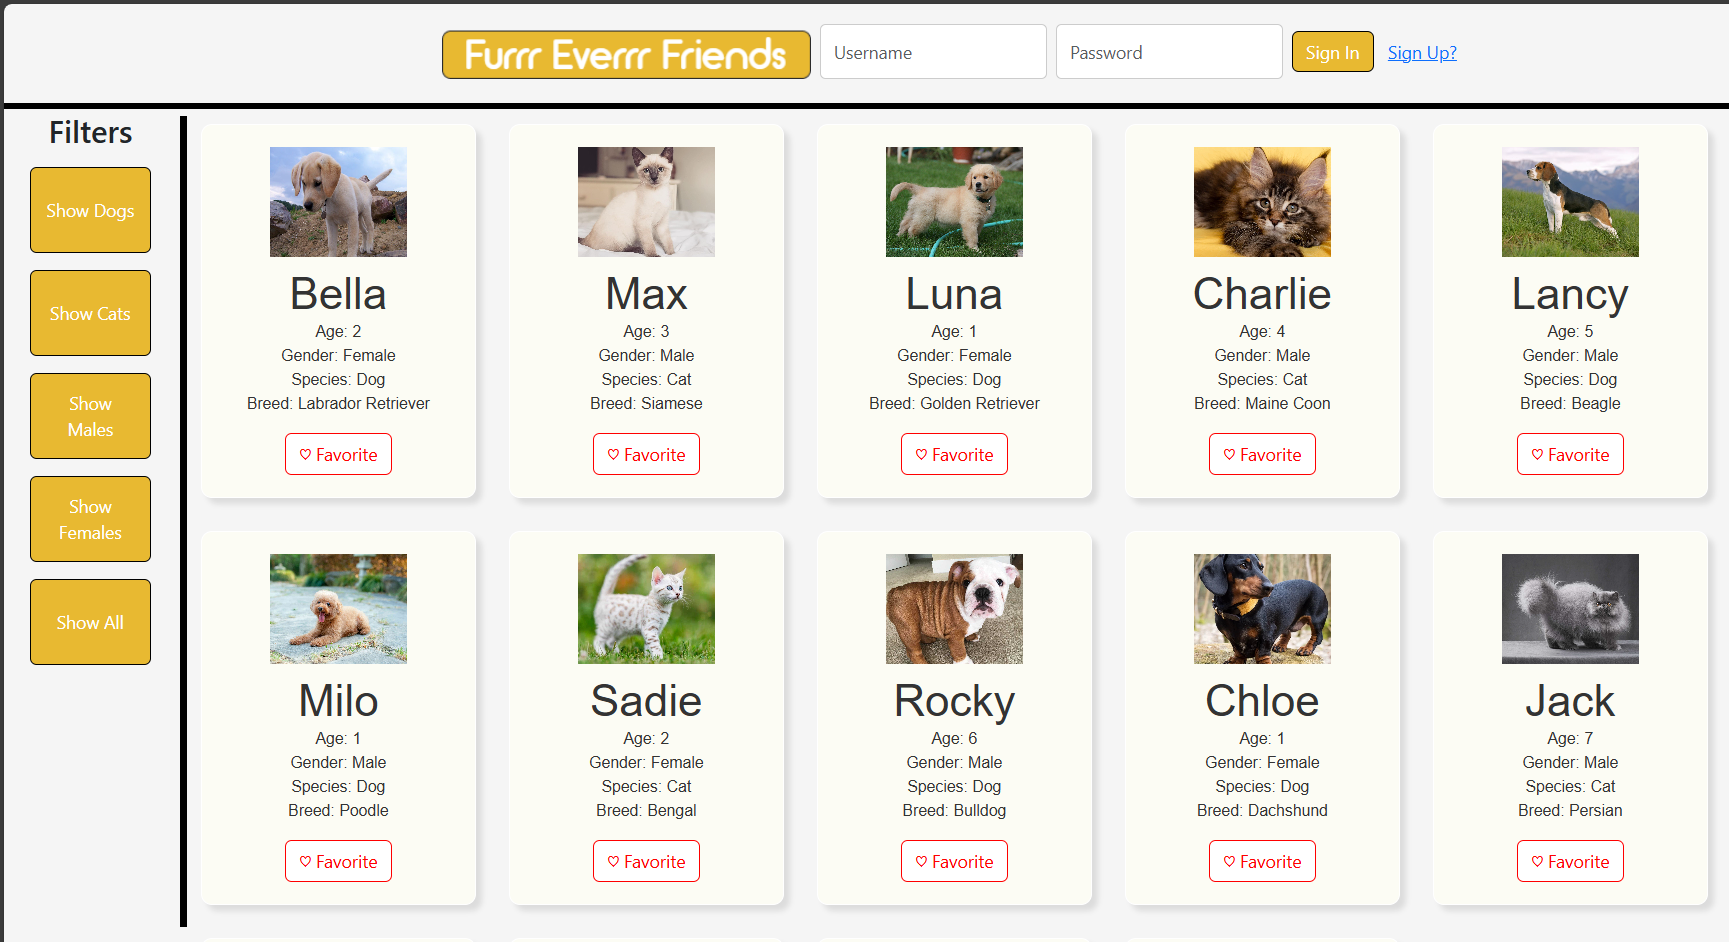 Furrr Everrr Friends
Username
Password
Sign In
Sign Up?
Filters
Show Dogs
Show Cats
Show
Males
Show
Females
Show All
Bella
Age: 2
Gender: Female
Species: Dog
Breed: Labrador Retriever
♡ Favorite
Max
Age: 3
Gender: Male
Species: Cat
Breed: Siamese
♡ Favorite
Luna
Age: 1
Gender: Female
Species: Dog
Breed: Golden Retriever
♡ Favorite
Charlie
Age: 4
Gender: Male
Species: Cat
Breed: Maine Coon
♡ Favorite
Lancy
Age: 5
Gender: Male
Species: Dog
Breed: Beagle
♡ Favorite
Milo
Age: 1
Gender: Male
Species: Dog
Breed: Poodle
♡ Favorite
Sadie
Age: 2
Gender: Female
Species: Cat
Breed: Bengal
♡ Favorite
Rocky
Age: 6
Gender: Male
Species: Dog
Breed: Bulldog
♡ Favorite
Chloe
Age: 1
Gender: Female
Species: Dog
Breed: Dachshund
♡ Favorite
Jack
Age: 7
Gender: Male
Species: Cat
Breed: Persian
♡ Favorite